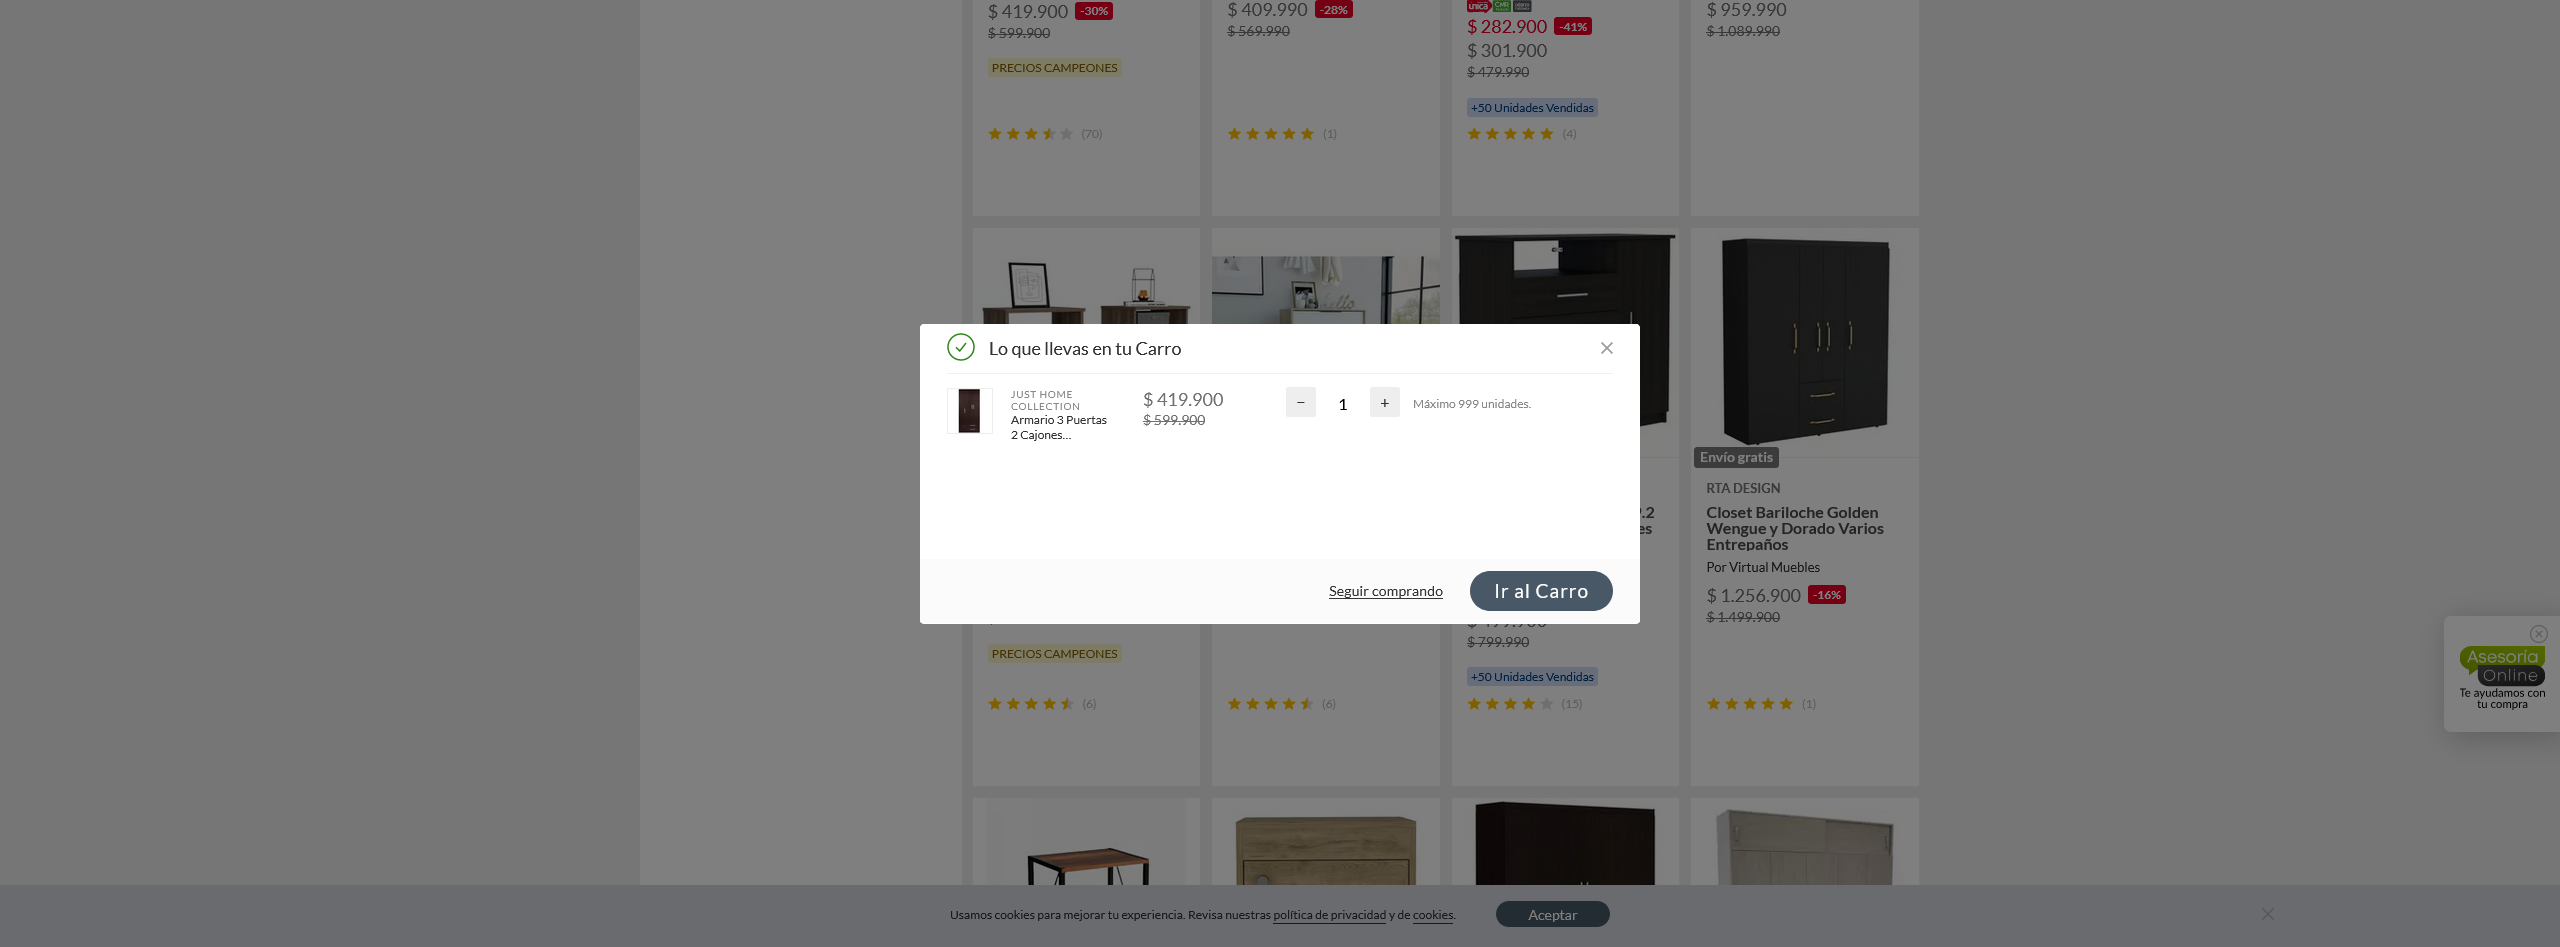 $ 419.900 -30%
$ 599.900
PRECIOS CAMPEONES
(70)
$ 409.990 -28%
$ 569.990
(1)
única CMR
$ 282.900 -41%
$ 301.900
$ 479.990
+50 Unidades Vendidas
(4)
$ 959.990
$ 1.089.990
Lo que llevas en tu Carro
JUST HOME
COLLECTION
Armario 3 Puertas
2 Cajones...
$ 419.900
$ 599.900
− 1 +
Máximo 999 unidades.
Seguir comprando
Ir al Carro
Envío gratis
RTA DESIGN
Closet Bariloche Golden
Wengue y Dorado Varios
Entrepaños
Por Virtual Muebles
$ 1.256.900 -16%
$ 1.499.900
(1)
PRECIOS CAMPEONES
(6)
(6)
$ 799.990
+50 Unidades Vendidas
(15)
Asesoría
Online
Te ayudamos con
tu compra
Usamos cookies para mejorar tu experiencia. Revisa nuestras política de privacidad y de cookies.
Aceptar